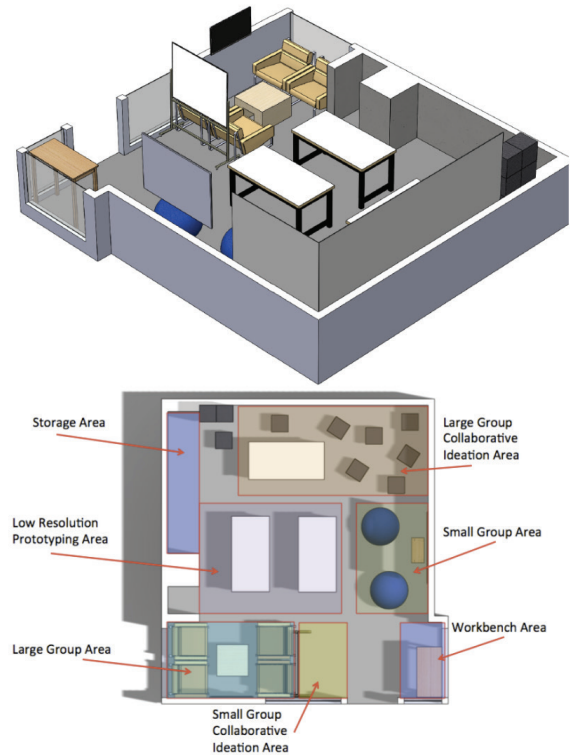 Storage Area
Large Group
Collaborative
Ideation Area
Low Resolution
Prototyping Area
Small Group Area
Workbench Area
Large Group Area
Small Group
Collaborative
Ideation Area